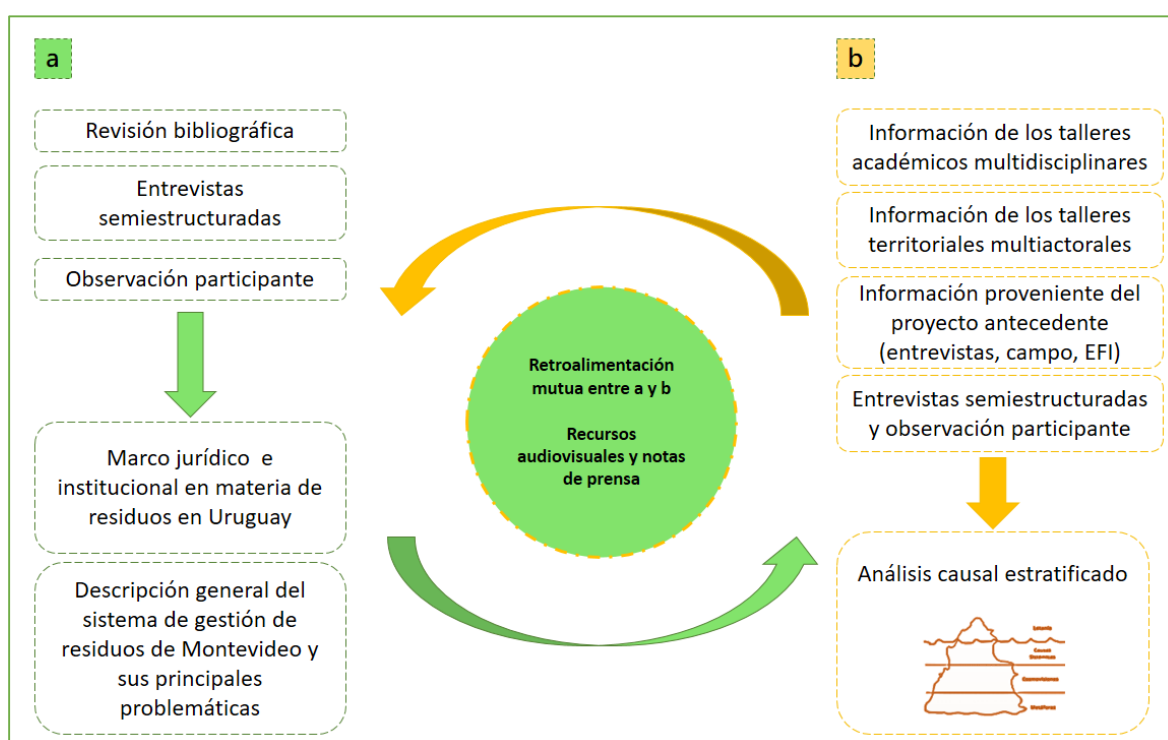 a
Revisión bibliográfica
Entrevistas
semiestructuradas
Observación participante
Marco jurídico e
institucional en materia de
residuos en Uruguay
Descripción general del
sistema de gestión de
residuos de Montevideo y
sus principales
problemáticas
Retroalimentación
mutua entre a y b
Recursos
audiovisuales y notas
de prensa
b
Información de los talleres
académicos multidisciplinares
Información de los talleres
territoriales multiactorales
Información proveniente del
proyecto antecedente
(entrevistas, campo, EFI)
Entrevistas semiestructuradas
y observación participante
Análisis causal estratificado